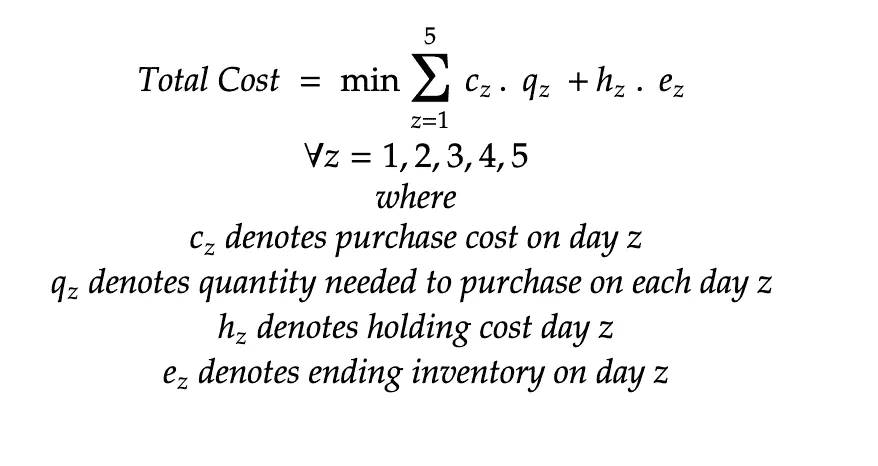 Total Cost = min ∑_{z=1}^{5} c_z . q_z + h_z . e_z
∀z = 1, 2, 3, 4, 5
where
c_z denotes purchase cost on day z
q_z denotes quantity needed to purchase on each day z
h_z denotes holding cost day z
e_z denotes ending inventory on day z